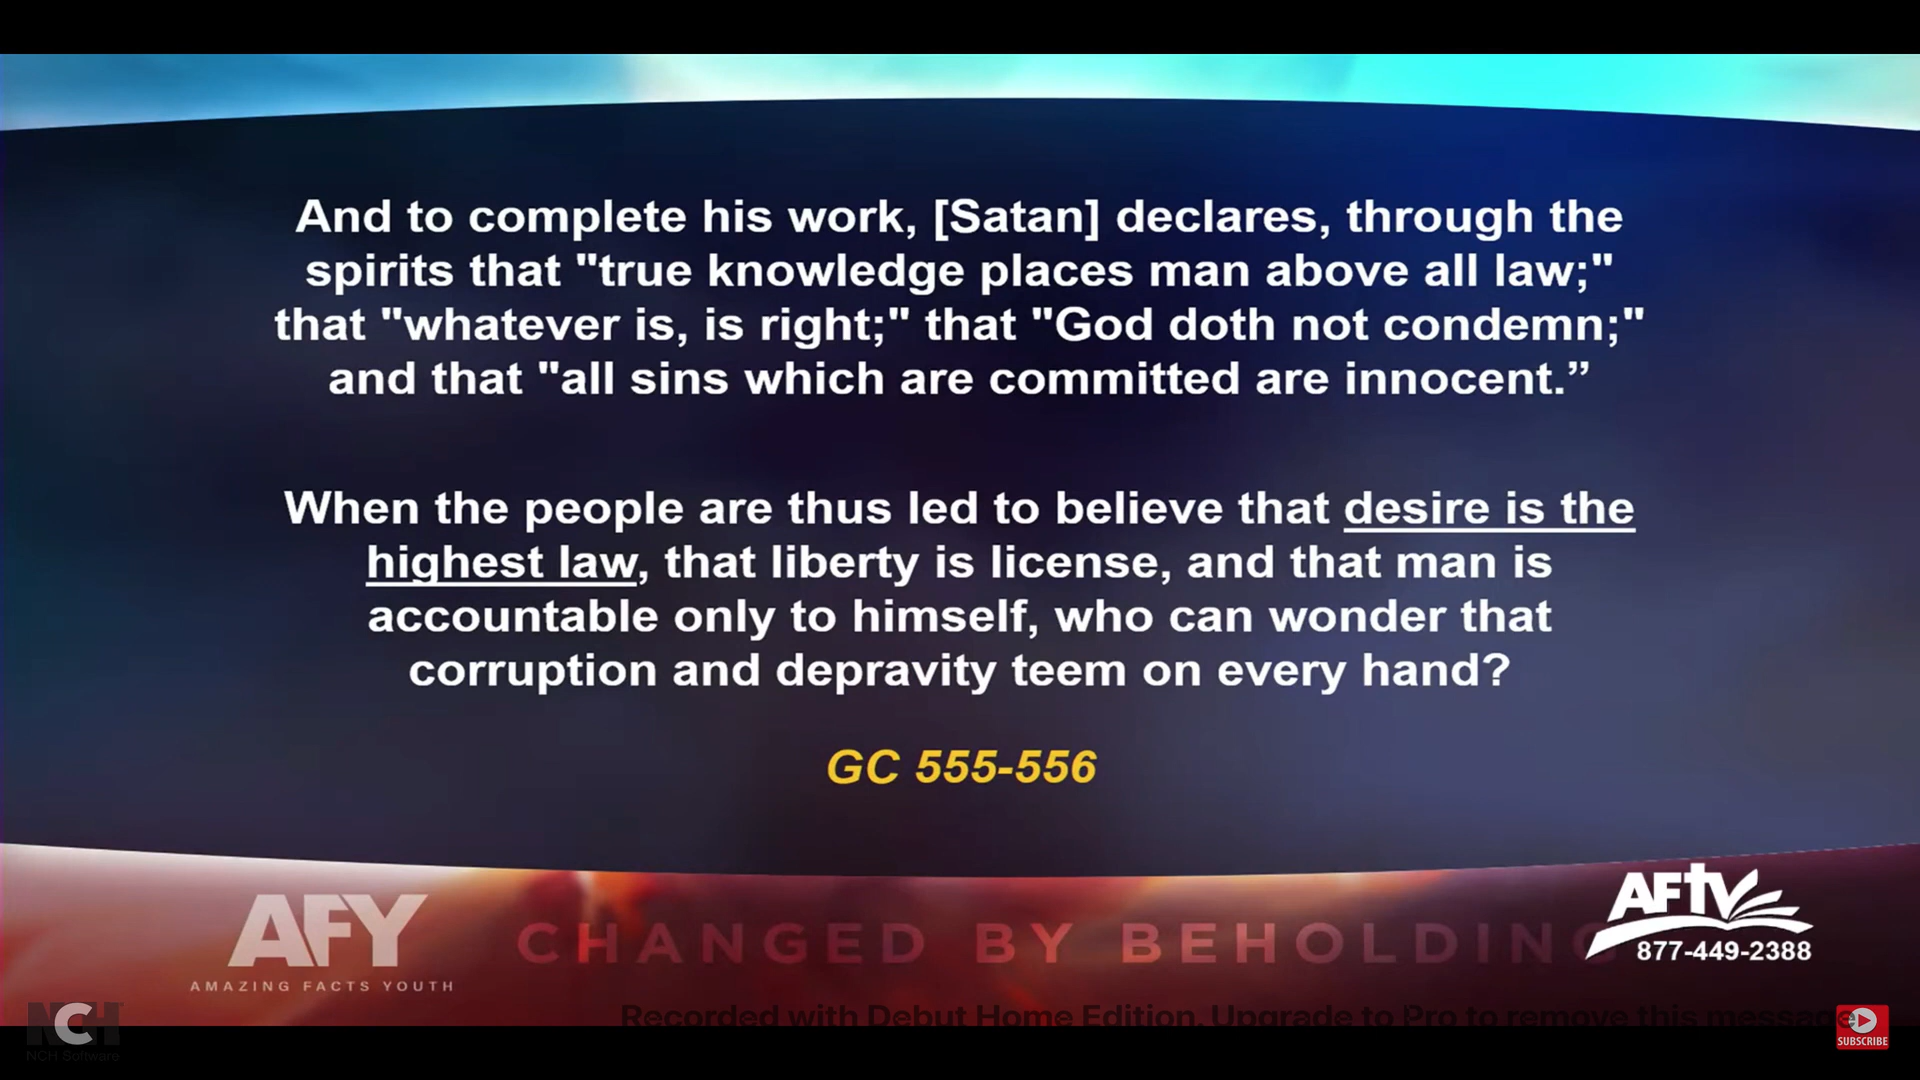 And to complete his work, [Satan] declares, through the
spirits that "true knowledge places man above all law;"
that "whatever is, is right;" that "God doth not condemn;"
and that "all sins which are committed are innocent.”
When the people are thus led to believe that desire is the
highest law, that liberty is license, and that man is
accountable only to himself, who can wonder that
corruption and depravity teem on every hand?
GC 555-556
AFY
AMAZING FACTS YOUTH
CHANGED BY BEHOLDING
AFTV
877-449-2388
NCH
NCH Software
Recorded with Debut Home Edition. Upgrade to Pro to remove this message
SUBSCRIBE